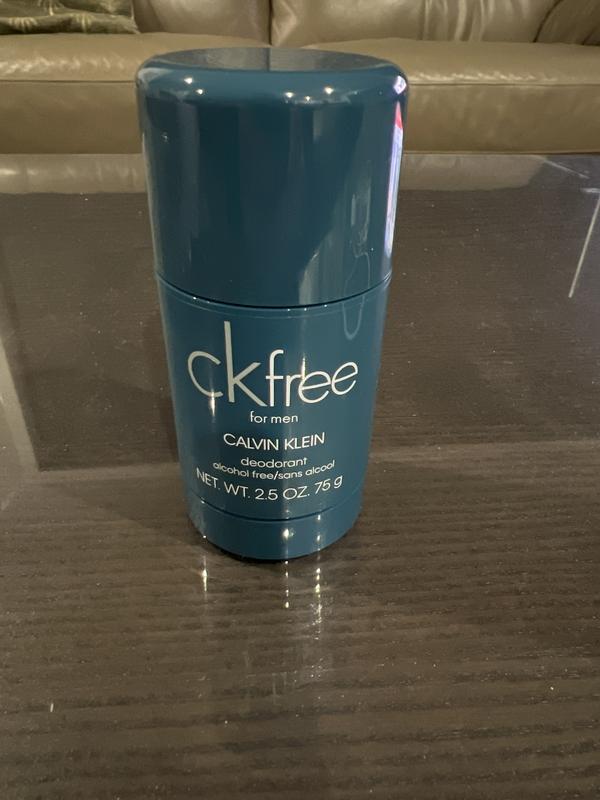 ckfree
for men
CALVIN KLEIN
deodorant
alcohol free/sans alcool
NET. WT. 2.5 OZ. 75 g